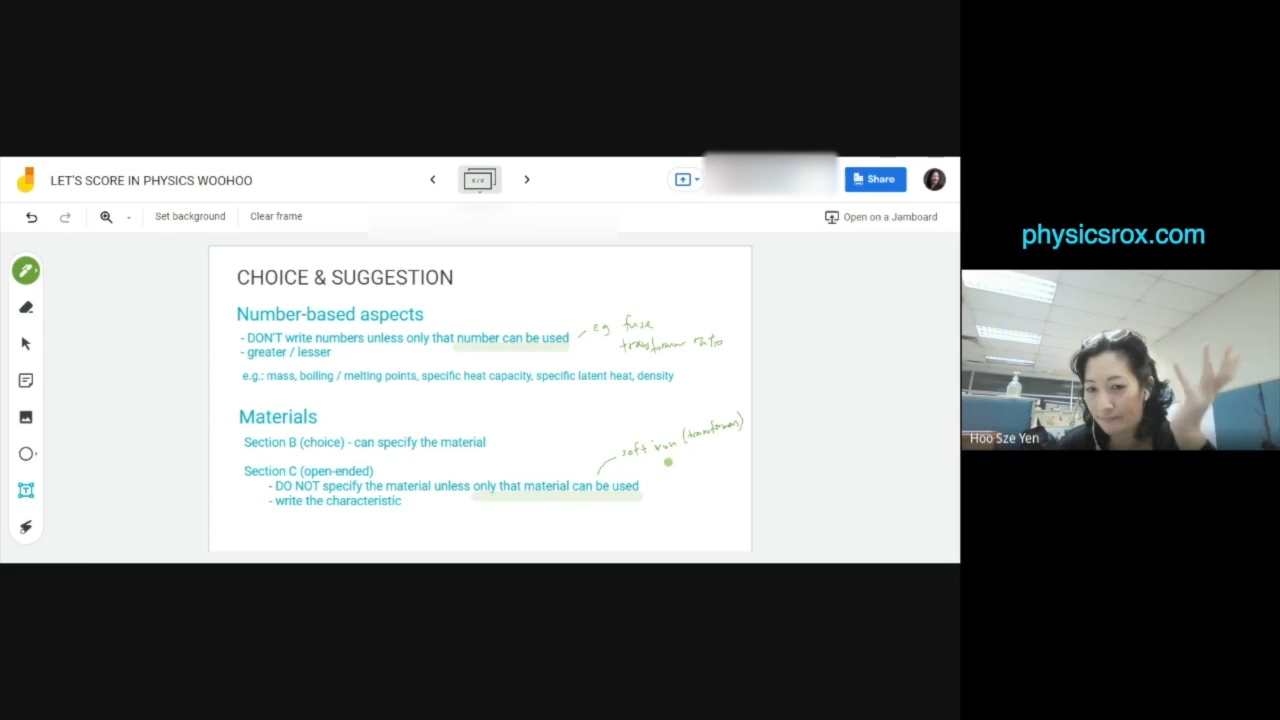 LET'S SCORE IN PHYSICS WOOHOO
Share
Set background
Clear frame
Open on a Jamboard
CHOICE & SUGGESTION
Number-based aspects
- DON'T write numbers unless only that number can be used
e.g fuse
transformer ratio
- greater / lesser
e.g.: mass, boiling / melting points, specific heat capacity, specific latent heat, density
Materials
Section B (choice) - can specify the material
soft iron (transformers)
Section C (open-ended)
- DO NOT specify the material unless only that material can be used
- write the characteristic
physicsrox.com
Hoo Sze Yen